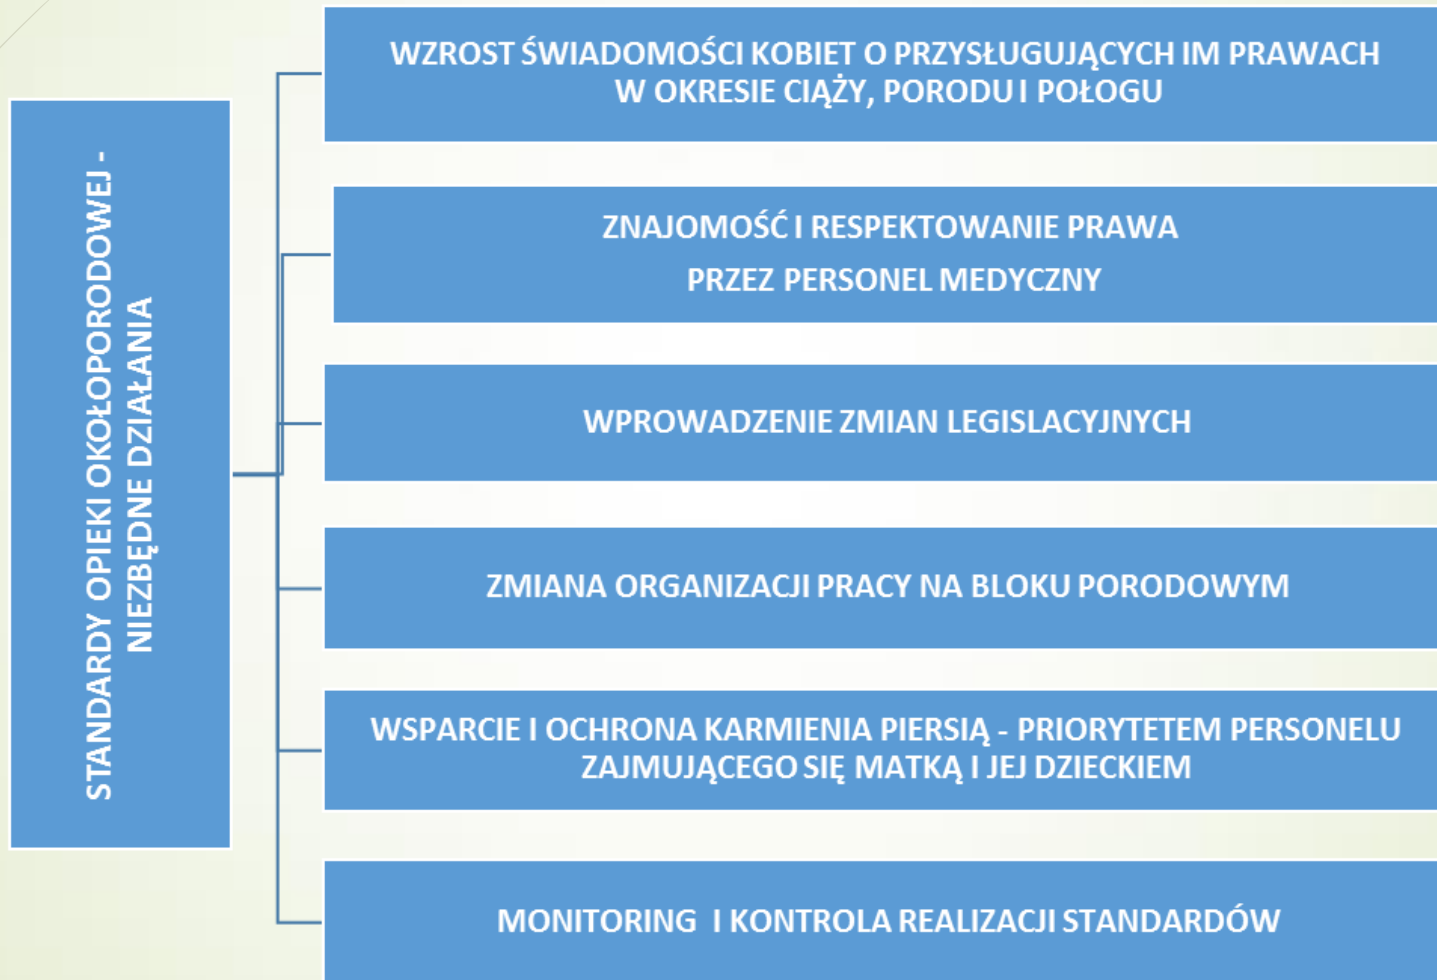 STANDARDY OPIEKI OKOŁOPORODOWEJ -
NIEZBĘDNE DZIAŁANIA
WZROST ŚWIADOMOŚCI KOBIET O PRZYSŁUGUJĄCYCH IM PRAWACH
W OKRESIE CIĄŻY, PORODU I POŁOGU
ZNAJOMOŚĆ I RESPEKTOWANIE PRAWA
PRZEZ PERSONEL MEDYCZNY
WPROWADZENIE ZMIAN LEGISLACYJNYCH
ZMIANA ORGANIZACJI PRACY NA BLOKU PORODOWYM
WSPARCIE I OCHRONA KARMIENIA PIERSIĄ - PRIORYTETEM PERSONELU
ZAJMUJĄCEGO SIĘ MATKĄ I JEJ DZIECKIEM
MONITORING I KONTROLA REALIZACJI STANDARDÓW